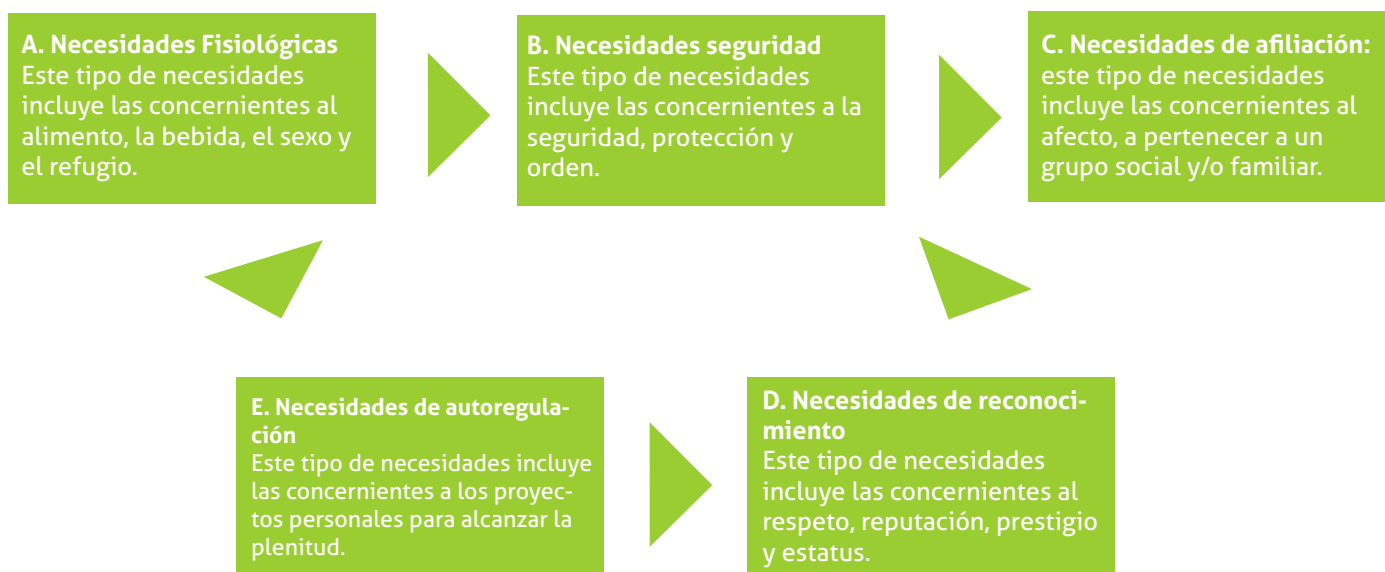 A. Necesidades Fisiológicas
Este tipo de necesidades
incluye las concernientes al
alimento, la bebida, el sexo y
el refugio.
B. Necesidades seguridad
Este tipo de necesidades
incluye las concernientes a la
seguridad, protección y
orden.
C. Necesidades de afiliación:
este tipo de necesidades
incluye las concernientes al
afecto, a pertenecer a un
grupo social y/o familiar.
E. Necesidades de autoregula-
ción
Este tipo de necesidades incluye
las concernientes a los proyec-
tos personales para alcanzar la
plenitud.
D. Necesidades de reconoci-
miento
Este tipo de necesidades
incluye las concernientes al
respeto, reputación, prestigio
y estatus.